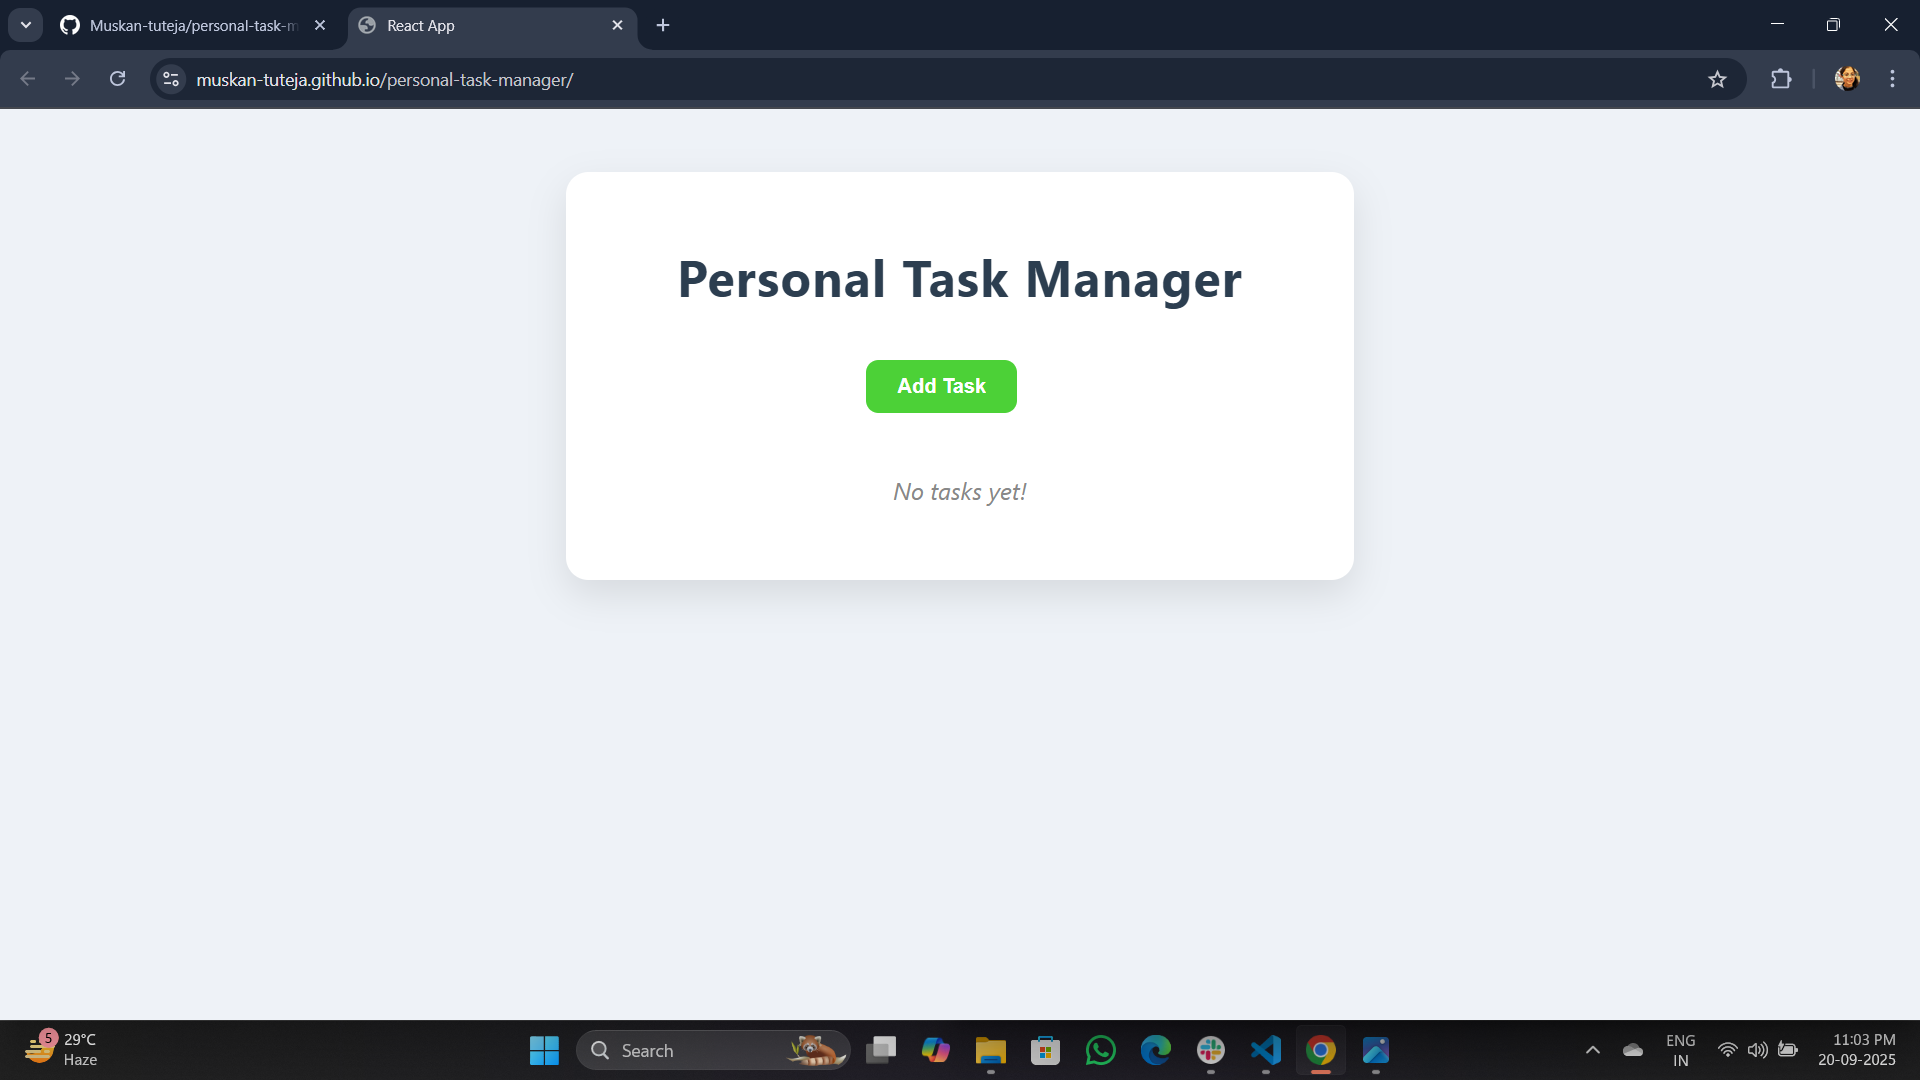 Muskan-tuteja/personal-task-m
React App
muskan-tuteja.github.io/personal-task-manager/
Personal Task Manager
Add Task
No tasks yet!
5
29°C
Haze
Search
ENG
IN
11:03 PM
20-09-2025